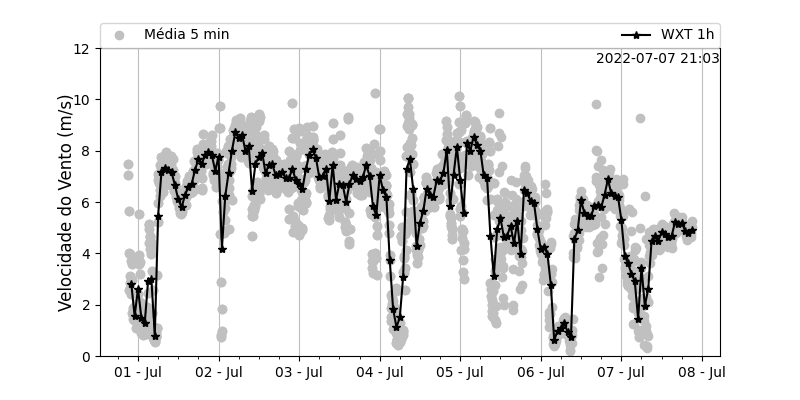 Média 5 min
WXT 1h
2022-07-07 21:03
Velocidade do Vento (m/s)
12
10
8
6
4
2
0
01 - Jul
02 - Jul
03 - Jul
04 - Jul
05 - Jul
06 - Jul
07 - Jul
08 - Jul